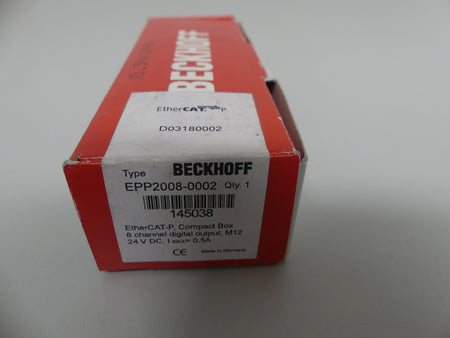 BECKHOFF
EtherCAT P
D03180002
Type BECKHOFF
EPP2008-0002 Qty. 1
145038
EtherCAT-P, Compact Box
8 channel digital output, M12
24 V DC, I MAX= 0,5A
CE Made in Germany